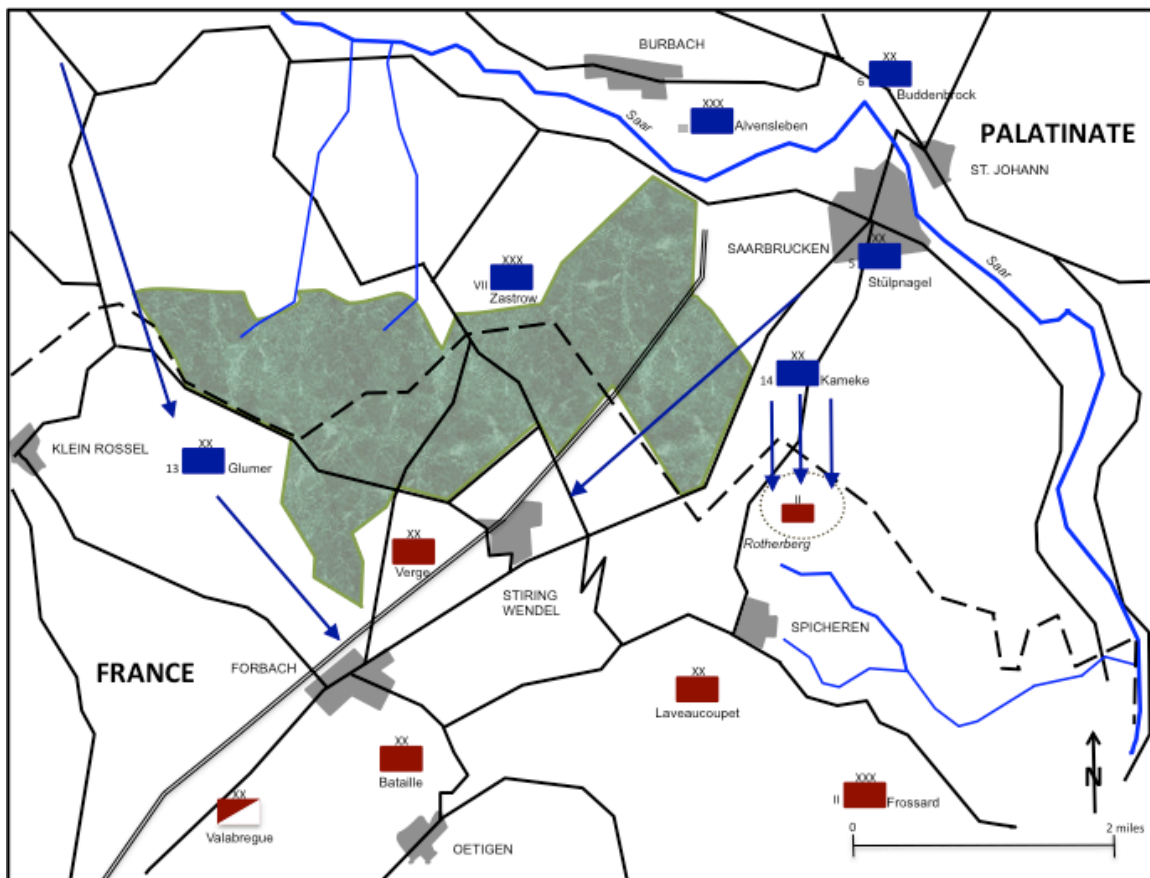 BURBACH
XX
6
Buddenbrock
XXX
Alvensleben
Saar
PALATINATE
ST. JOHANN
SAARBRUCKEN
XX
5
Stülpnagel
Saar
XXX
VII
Zastrow
XX
14
Kameke
KLEIN ROSSEL
XX
13
Glumer
II
Rotherberg
XX
Verge
STIRING
WENDEL
SPICHEREN
FRANCE
FORBACH
XX
Laveaucoupet
XX
Bataille
XX
Valabregue
OETIGEN
XXX
II
Frossard
N
0
2 miles